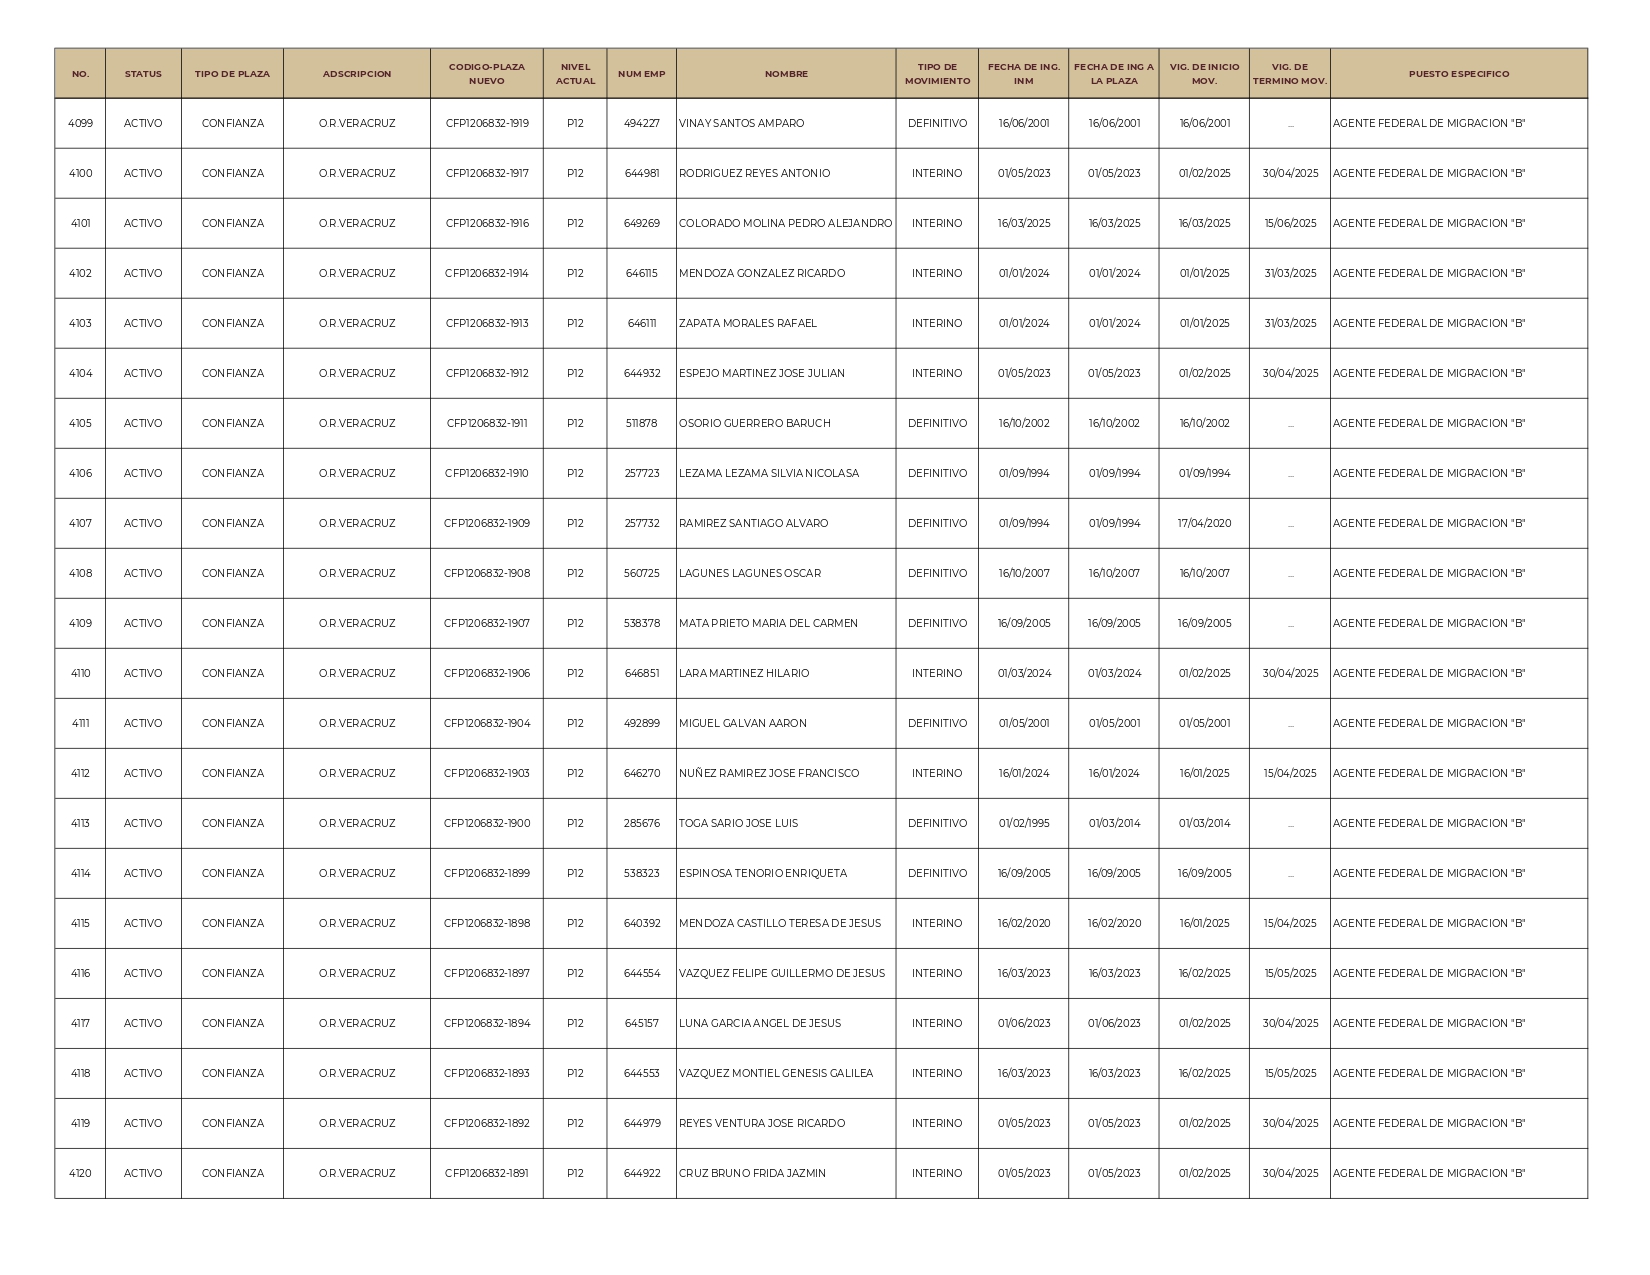 NO. STATUS TIPO DE PLAZA ADSCRIPCION CODIGO-PLAZA NUEVO NIVEL ACTUAL NUM EMP NOMBRE TIPO DE MOVIMIENTO FECHA DE ING. INM FECHA DE ING A LA PLAZA VIG. DE INICIO MOV. VIG. DE TERMINO MOV. PUESTO ESPECIFICO
4099 ACTIVO CONFIANZA O.R.VERACRUZ CFP1206832-1919 P12 494227 VINAY SANTOS AMPARO DEFINITIVO 16/06/2001 16/06/2001 16/06/2001 ... AGENTE FEDERAL DE MIGRACION "B"
4100 ACTIVO CONFIANZA O.R.VERACRUZ CFP1206832-1917 P12 644981 RODRIGUEZ REYES ANTONIO INTERINO 01/05/2023 01/05/2023 01/02/2025 30/04/2025 AGENTE FEDERAL DE MIGRACION "B"
4101 ACTIVO CONFIANZA O.R.VERACRUZ CFP1206832-1916 P12 649269 COLORADO MOLINA PEDRO ALEJANDRO INTERINO 16/03/2025 16/03/2025 16/03/2025 15/06/2025 AGENTE FEDERAL DE MIGRACION "B"
4102 ACTIVO CONFIANZA O.R.VERACRUZ CFP1206832-1914 P12 646115 MENDOZA GONZALEZ RICARDO INTERINO 01/01/2024 01/01/2024 01/01/2025 31/03/2025 AGENTE FEDERAL DE MIGRACION "B"
4103 ACTIVO CONFIANZA O.R.VERACRUZ CFP1206832-1913 P12 646111 ZAPATA MORALES RAFAEL INTERINO 01/01/2024 01/01/2024 01/01/2025 31/03/2025 AGENTE FEDERAL DE MIGRACION "B"
4104 ACTIVO CONFIANZA O.R.VERACRUZ CFP1206832-1912 P12 644932 ESPEJO MARTINEZ JOSE JULIAN INTERINO 01/05/2023 01/05/2023 01/02/2025 30/04/2025 AGENTE FEDERAL DE MIGRACION "B"
4105 ACTIVO CONFIANZA O.R.VERACRUZ CFP1206832-1911 P12 511878 OSORIO GUERRERO BARUCH DEFINITIVO 16/10/2002 16/10/2002 16/10/2002 ... AGENTE FEDERAL DE MIGRACION "B"
4106 ACTIVO CONFIANZA O.R.VERACRUZ CFP1206832-1910 P12 257723 LEZAMA LEZAMA SILVIA NICOLASA DEFINITIVO 01/09/1994 01/09/1994 01/09/1994 ... AGENTE FEDERAL DE MIGRACION "B"
4107 ACTIVO CONFIANZA O.R.VERACRUZ CFP1206832-1909 P12 257732 RAMIREZ SANTIAGO ALVARO DEFINITIVO 01/09/1994 01/09/1994 17/04/2020 ... AGENTE FEDERAL DE MIGRACION "B"
4108 ACTIVO CONFIANZA O.R.VERACRUZ CFP1206832-1908 P12 560725 LAGUNES LAGUNES OSCAR DEFINITIVO 16/10/2007 16/10/2007 16/10/2007 ... AGENTE FEDERAL DE MIGRACION "B"
4109 ACTIVO CONFIANZA O.R.VERACRUZ CFP1206832-1907 P12 538378 MATA PRIETO MARIA DEL CARMEN DEFINITIVO 16/09/2005 16/09/2005 16/09/2005 ... AGENTE FEDERAL DE MIGRACION "B"
4110 ACTIVO CONFIANZA O.R.VERACRUZ CFP1206832-1906 P12 646851 LARA MARTINEZ HILARIO INTERINO 01/03/2024 01/03/2024 01/02/2025 30/04/2025 AGENTE FEDERAL DE MIGRACION "B"
4111 ACTIVO CONFIANZA O.R.VERACRUZ CFP1206832-1904 P12 492899 MIGUEL GALVAN AARON DEFINITIVO 01/05/2001 01/05/2001 01/05/2001 ... AGENTE FEDERAL DE MIGRACION "B"
4112 ACTIVO CONFIANZA O.R.VERACRUZ CFP1206832-1903 P12 646270 NUÑEZ RAMIREZ JOSE FRANCISCO INTERINO 16/01/2024 16/01/2024 16/01/2025 15/04/2025 AGENTE FEDERAL DE MIGRACION "B"
4113 ACTIVO CONFIANZA O.R.VERACRUZ CFP1206832-1900 P12 285676 TOGA SARIO JOSE LUIS DEFINITIVO 01/02/1995 01/03/2014 01/03/2014 ... AGENTE FEDERAL DE MIGRACION "B"
4114 ACTIVO CONFIANZA O.R.VERACRUZ CFP1206832-1899 P12 538323 ESPINOSA TENORIO ENRIQUETA DEFINITIVO 16/09/2005 16/09/2005 16/09/2005 ... AGENTE FEDERAL DE MIGRACION "B"
4115 ACTIVO CONFIANZA O.R.VERACRUZ CFP1206832-1898 P12 640392 MENDOZA CASTILLO TERESA DE JESUS INTERINO 16/02/2020 16/02/2020 16/01/2025 15/04/2025 AGENTE FEDERAL DE MIGRACION "B"
4116 ACTIVO CONFIANZA O.R.VERACRUZ CFP1206832-1897 P12 644554 VAZQUEZ FELIPE GUILLERMO DE JESUS INTERINO 16/03/2023 16/03/2023 16/02/2025 15/05/2025 AGENTE FEDERAL DE MIGRACION "B"
4117 ACTIVO CONFIANZA O.R.VERACRUZ CFP1206832-1894 P12 645157 LUNA GARCIA ANGEL DE JESUS INTERINO 01/06/2023 01/06/2023 01/02/2025 30/04/2025 AGENTE FEDERAL DE MIGRACION "B"
4118 ACTIVO CONFIANZA O.R.VERACRUZ CFP1206832-1893 P12 644553 VAZQUEZ MONTIEL GENESIS GALILEA INTERINO 16/03/2023 16/03/2023 16/02/2025 15/05/2025 AGENTE FEDERAL DE MIGRACION "B"
4119 ACTIVO CONFIANZA O.R.VERACRUZ CFP1206832-1892 P12 644979 REYES VENTURA JOSE RICARDO INTERINO 01/05/2023 01/05/2023 01/02/2025 30/04/2025 AGENTE FEDERAL DE MIGRACION "B"
4120 ACTIVO CONFIANZA O.R.VERACRUZ CFP1206832-1891 P12 644922 CRUZ BRUNO FRIDA JAZMIN INTERINO 01/05/2023 01/05/2023 01/02/2025 30/04/2025 AGENTE FEDERAL DE MIGRACION "B"